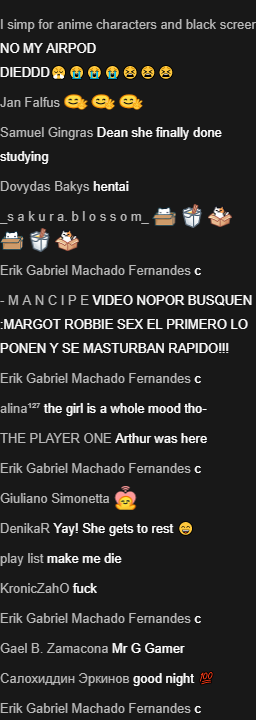 I simp for anime characters and black screen
NO MY AIRPOD
DIEDDD😤😭😭😭😫😫😫
Jan Falfus
Samuel Gingras Dean she finally done
studying
Dovydas Bakys hentai
_s a k u r a. b l o s s o m_
Erik Gabriel Machado Fernandes c
- M A N C I P E VIDEO NOPOR BUSQUEN
:MARGOT ROBBIE SEX EL PRIMERO LO
PONEN Y SE MASTURBAN RAPIDO!!!
Erik Gabriel Machado Fernandes c
alina¹²⁷ the girl is a whole mood tho-
THE PLAYER ONE Arthur was here
Erik Gabriel Machado Fernandes c
Giuliano Simonetta
DenikaR Yay! She gets to rest 😄
play list make me die
KronicZahO fuck
Erik Gabriel Machado Fernandes c
Gael B. Zamacona Mr G Gamer
Салохиддин Эркинов good night 💯
Erik Gabriel Machado Fernandes c